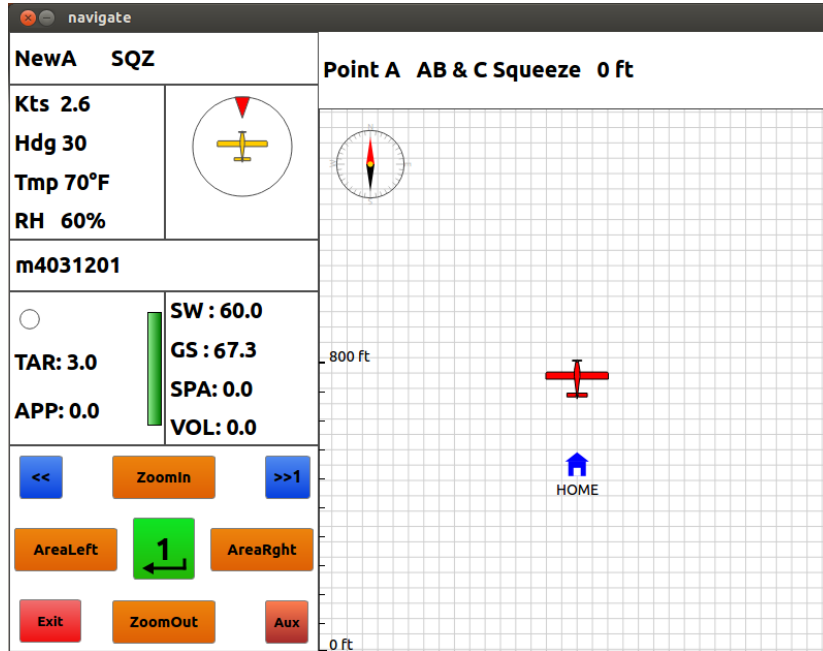 navigate
NewA SQZ
Point A AB & C Squeeze 0 ft
Kts 2.6
Hdg 30
Tmp 70°F
RH 60%
N
W
E
S
m4031201
TAR: 3.0
APP: 0.0
SW : 60.0
GS : 67.3
SPA: 0.0
VOL: 0.0
800 ft
HOME
0 ft
<< ZoomIn >>1
AreaLeft 1 AreaRght
Exit ZoomOut Aux